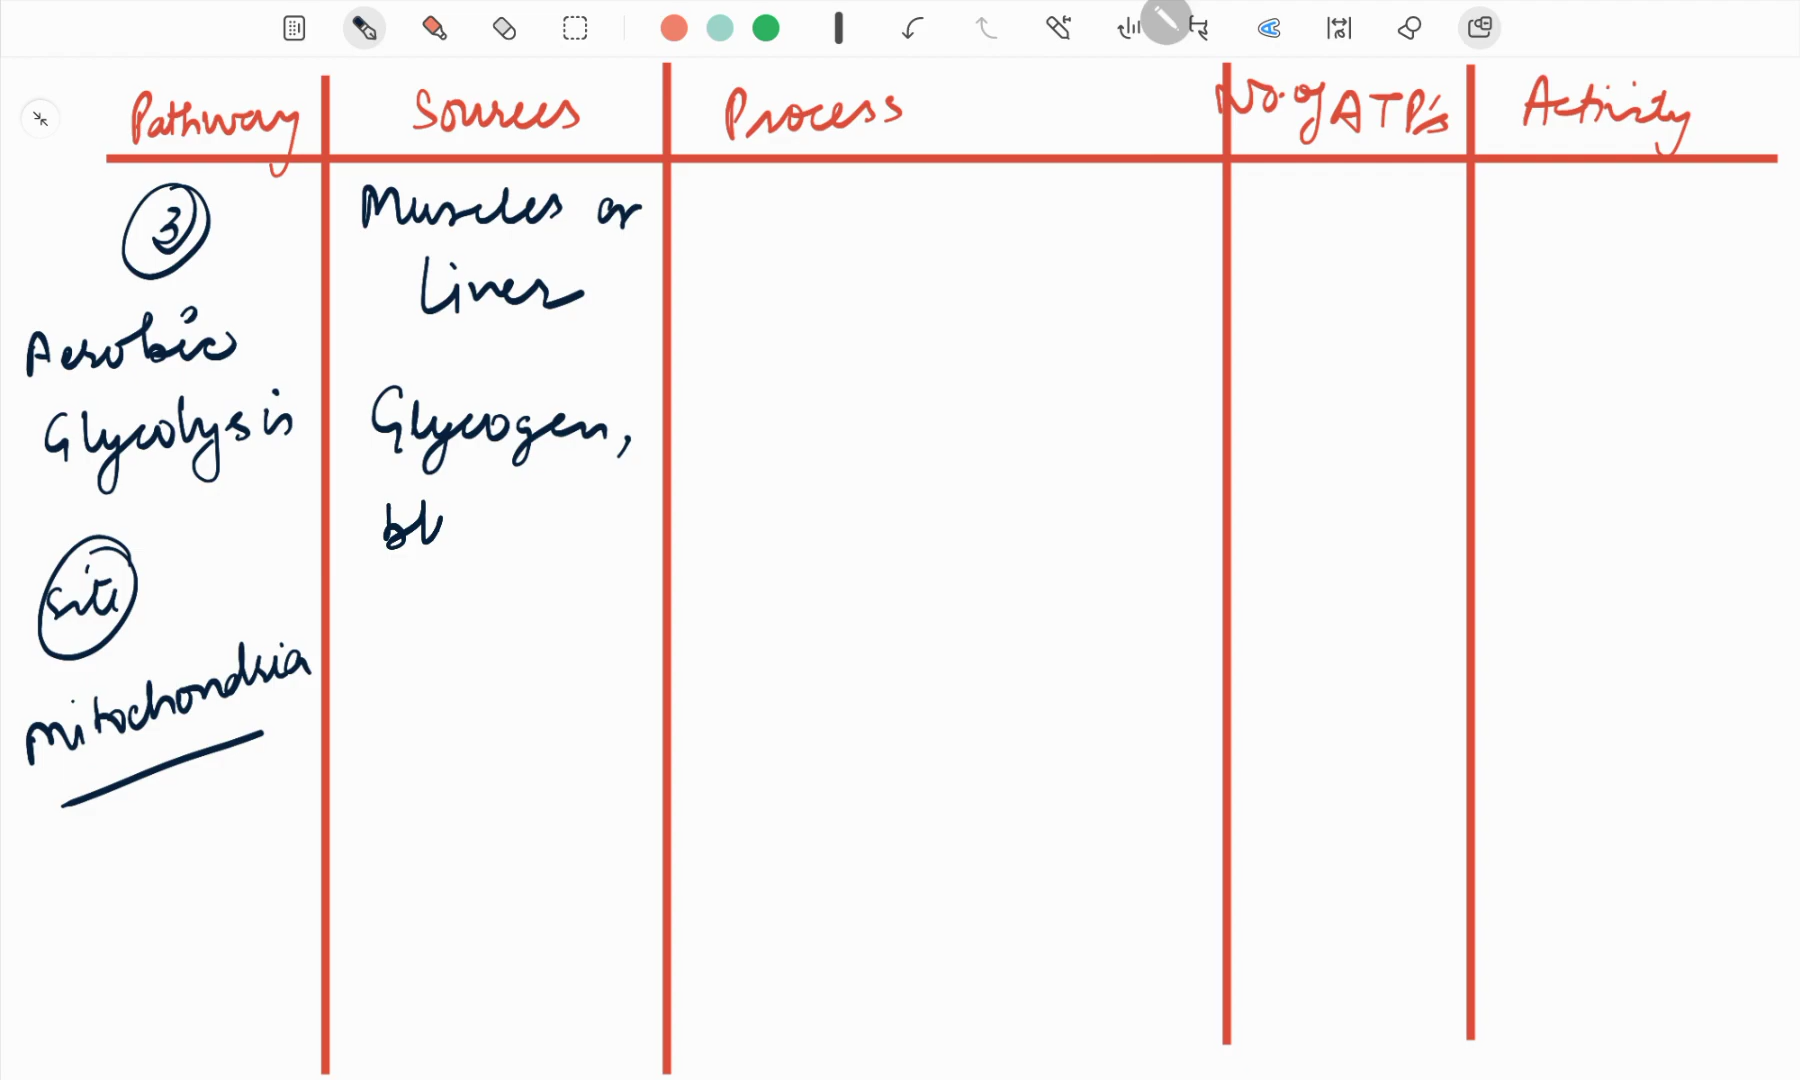 Pathway Sources Process No. of ATP's Activity
3
Aerobic
Glycolysis
site
mitochondria
Muscles or
Liver
Glycogen,
bl